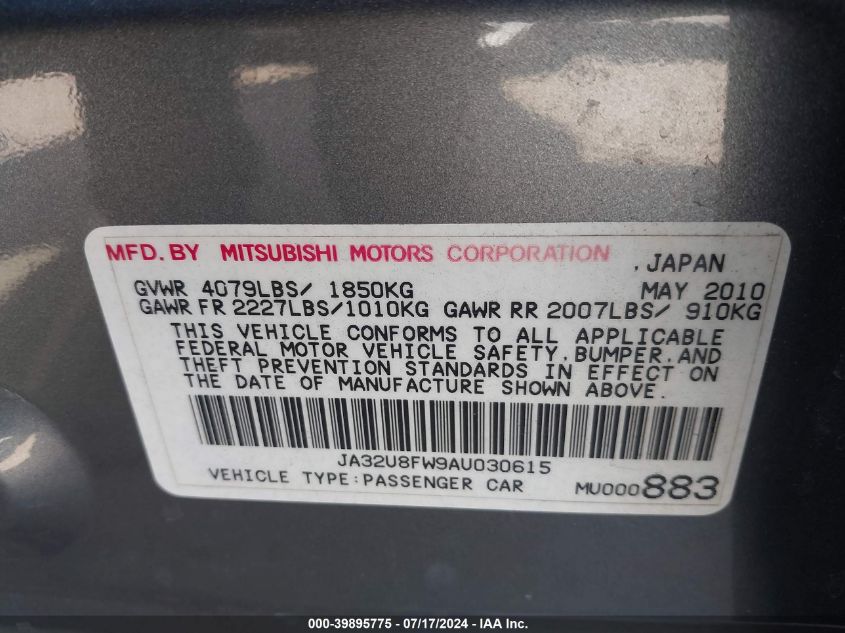 MFD. BY MITSUBISHI MOTORS CORPORATION , JAPAN
GVWR 4079LBS/ 1850KG MAY 2010
GAWR FR 2227LBS/1010KG GAWR RR 2007LBS/ 910KG
THIS VEHICLE CONFORMS TO ALL APPLICABLE
FEDERAL MOTOR VEHICLE SAFETY, BUMPER, AND
THEFT PREVENTION STANDARDS IN EFFECT ON
THE DATE OF MANUFACTURE SHOWN ABOVE.
JA32U8FW9AU030615
VEHICLE TYPE:PASSENGER CAR MU000883
000-39895775 - 07/17/2024 - IAAI Inc.